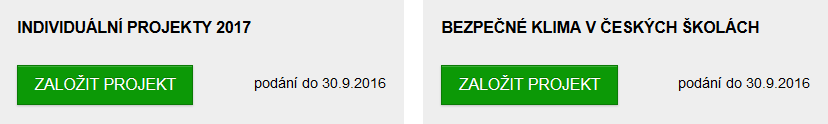 INDIVIDUÁLNÍ PROJEKTY 2017
ZALOŽIT PROJEKT podání do 30.9.2016
BEZPEČNÉ KLIMA V ČESKÝCH ŠKOLÁCH
ZALOŽIT PROJEKT podání do 30.9.2016